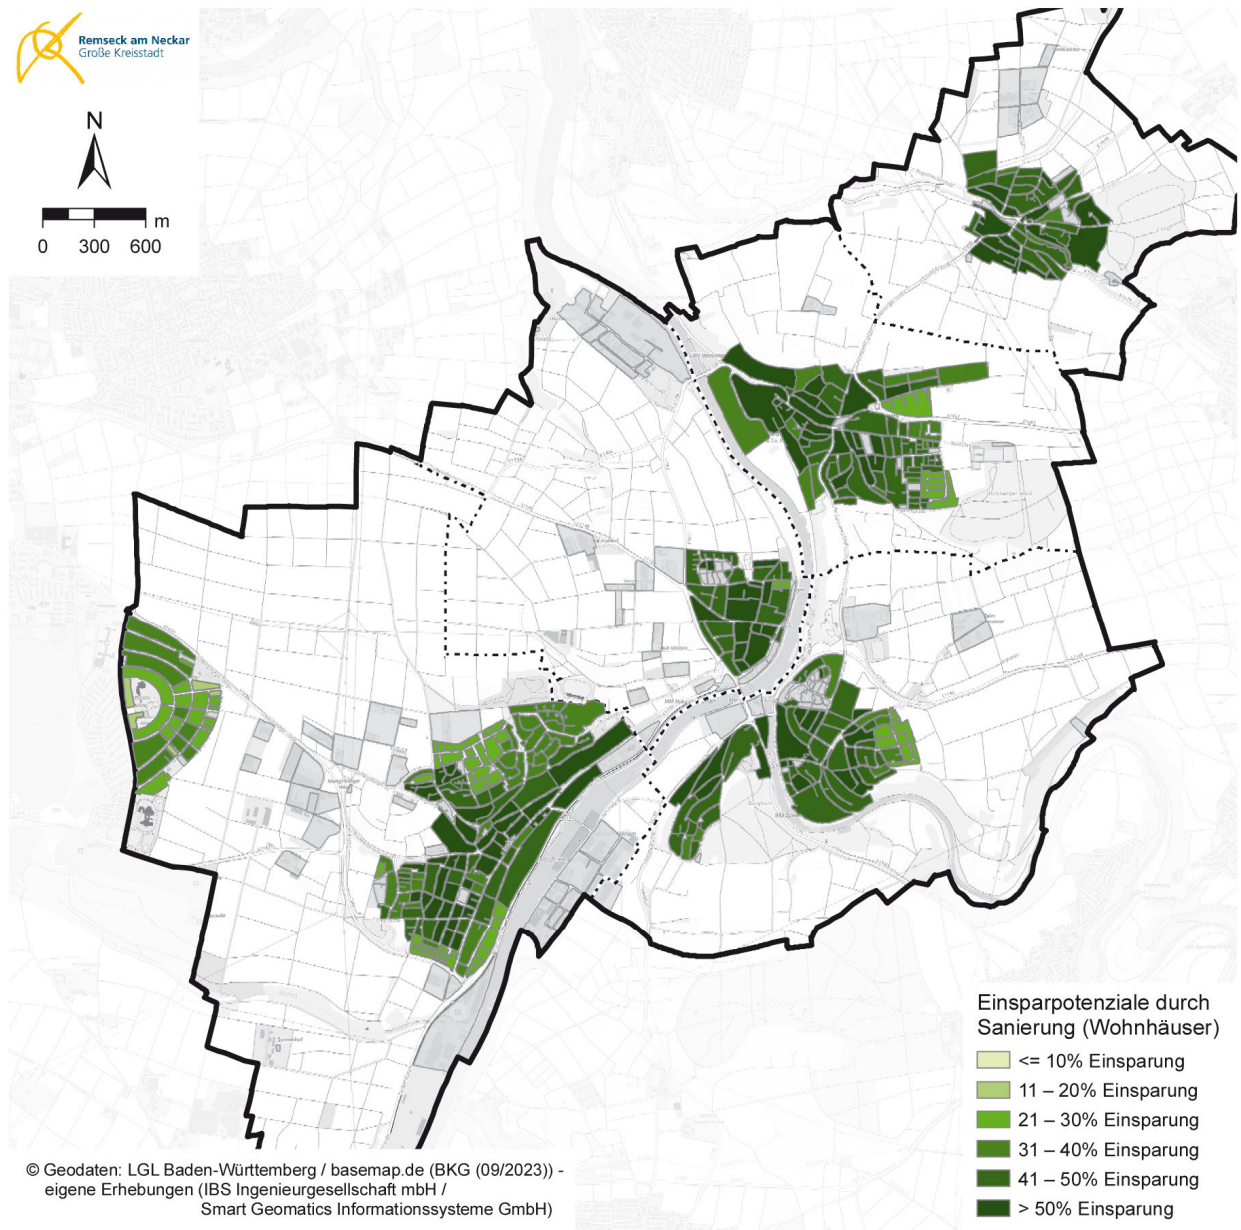 Remseck am Neckar
Große Kreisstadt
N
m
0 300 600
Einsparpotenziale durch
Sanierung (Wohnhäuser)
<= 10% Einsparung
11 – 20% Einsparung
21 – 30% Einsparung
31 – 40% Einsparung
41 – 50% Einsparung
> 50% Einsparung
© Geodaten: LGL Baden-Württemberg / basemap.de (BKG (09/2023)) -
eigene Erhebungen (IBS Ingenieurgesellschaft mbH /
Smart Geomatics Informationssysteme GmbH)